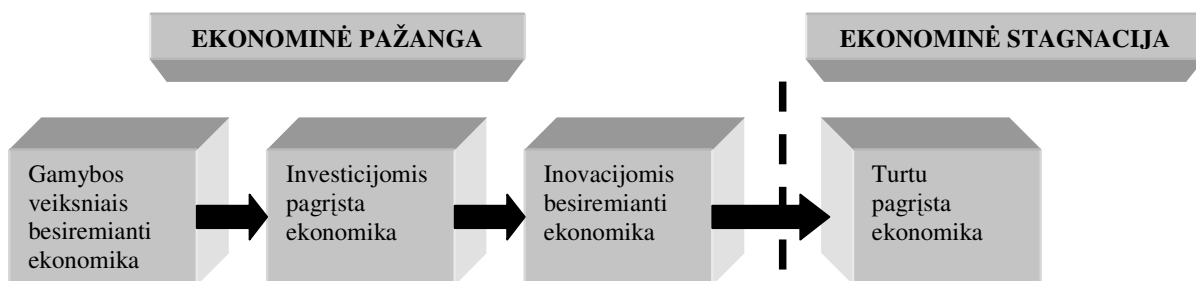 EKONOMINĖ PAŽANGA
EKONOMINĖ STAGNACIJA
Gamybos
veiksniais
besiremianti
ekonomika
Investicijomis
pagrįsta
ekonomika
Inovacijomis
besiremianti
ekonomika
Turtu
pagrįsta
ekonomika